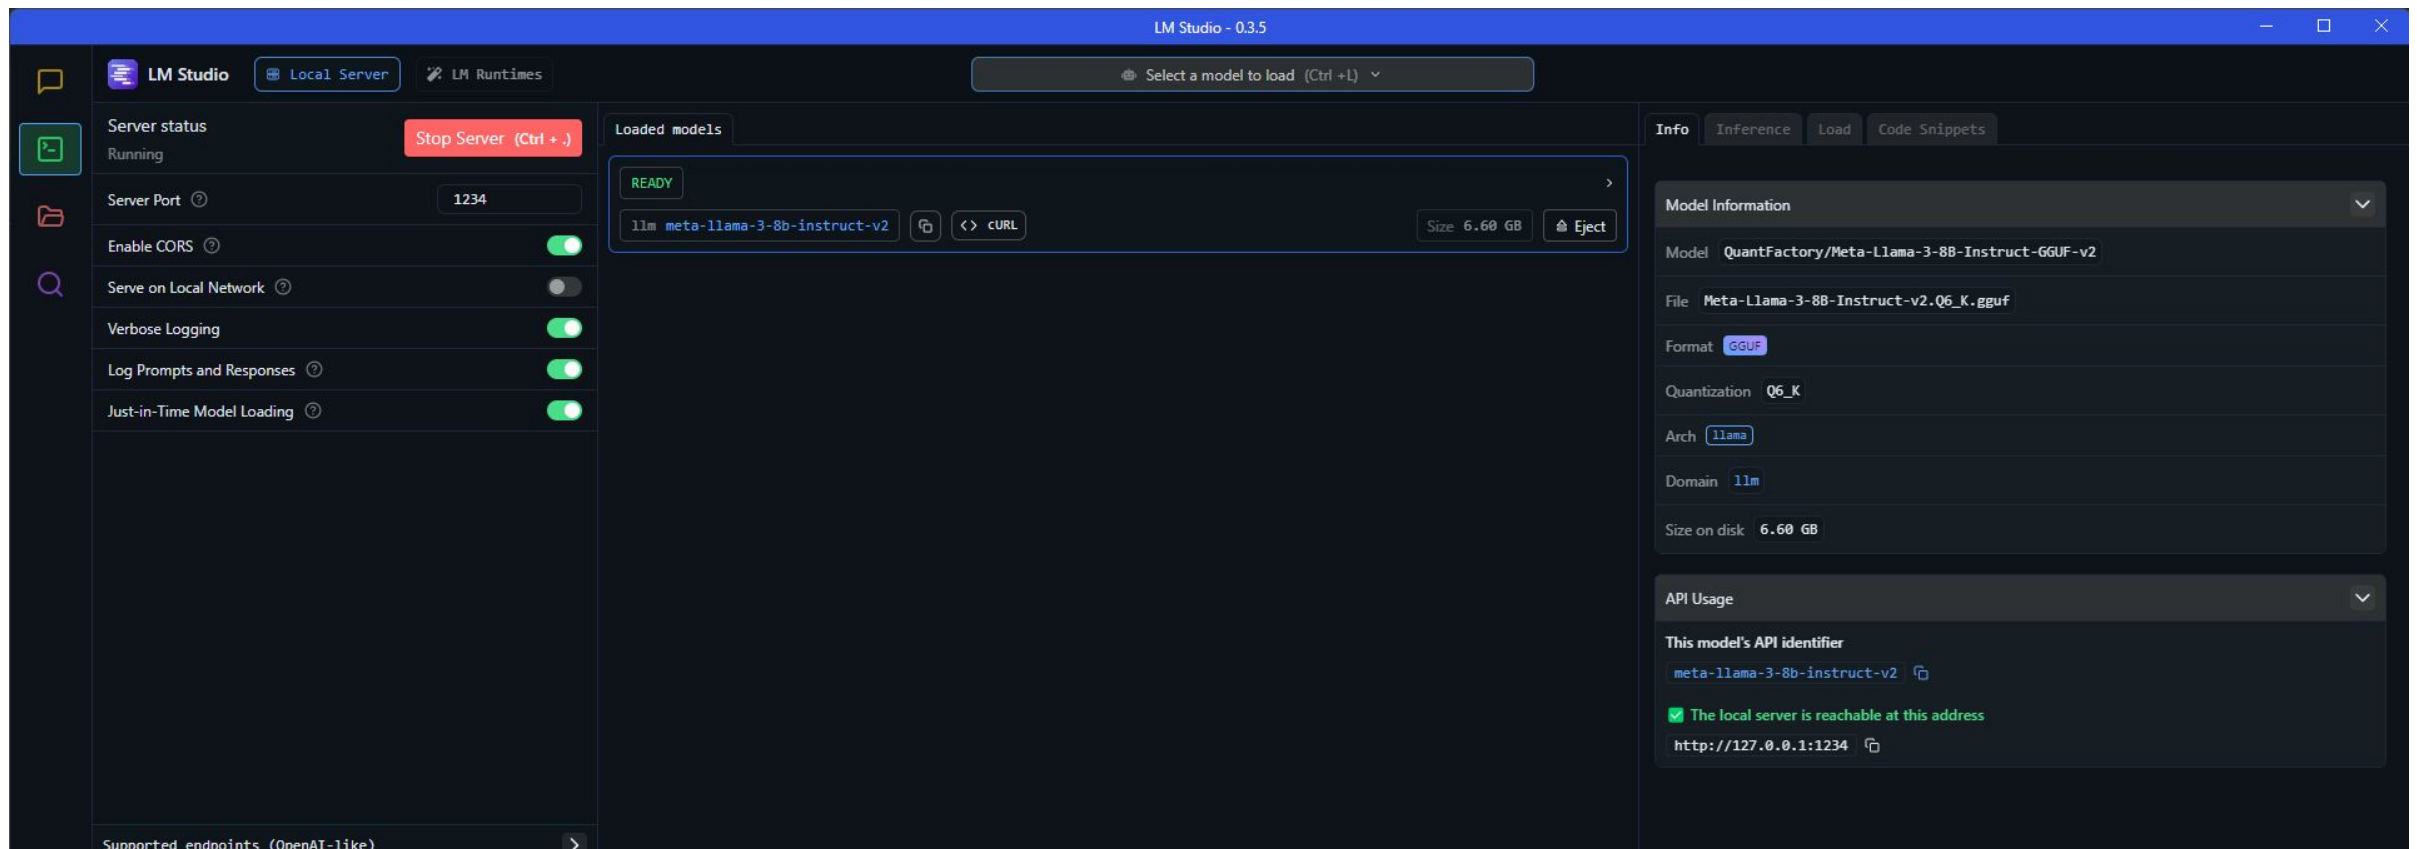 LM Studio - 0.3.5
LM Studio
Local Server
LM Runtimes
Select a model to load (Ctrl +L)
Server status
Running
Stop Server (Ctrl + .)
Server Port
1234
Enable CORS
Serve on Local Network
Verbose Logging
Log Prompts and Responses
Just-in-Time Model Loading
Supported endpoints (OpenAI-like)
Loaded models
READY
llm meta-llama-3-8b-instruct-v2
<> cURL
Size 6.60 GB
Eject
Info Inference Load Code Snippets
Model Information
Model QuantFactory/Meta-Llama-3-8B-Instruct-GGUF-v2
File Meta-Llama-3-8B-Instruct-v2.Q6_K.gguf
Format GGUF
Quantization Q6_K
Arch llama
Domain llm
Size on disk 6.60 GB
API Usage
This model's API identifier
meta-llama-3-8b-instruct-v2
The local server is reachable at this address
http://127.0.0.1:1234